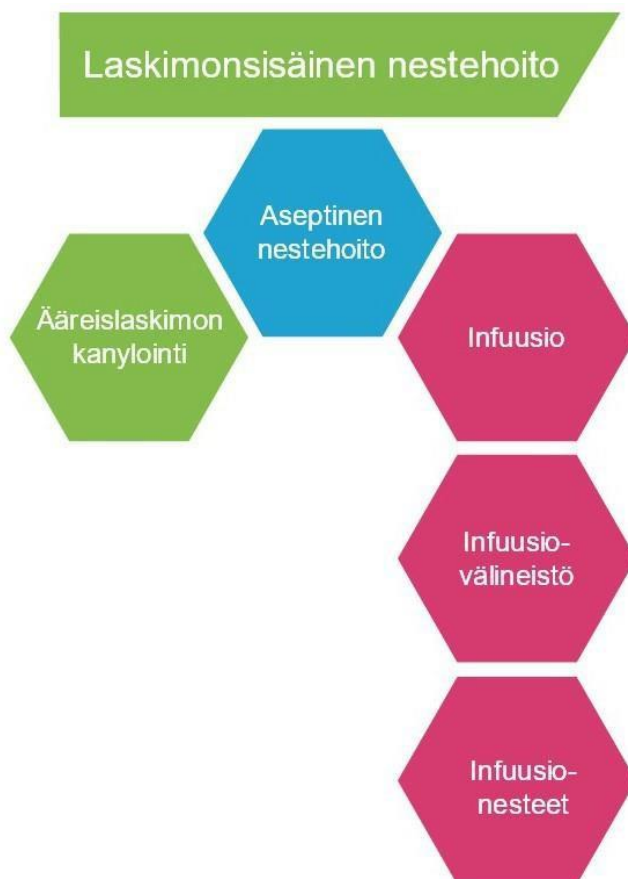 Laskimonsisäinen nestehoito
Aseptinen
nestehoito
Ääreislaskimon
kanylointi
Infuusio
Infuusio-
välineistö
Infuusio-
nesteet